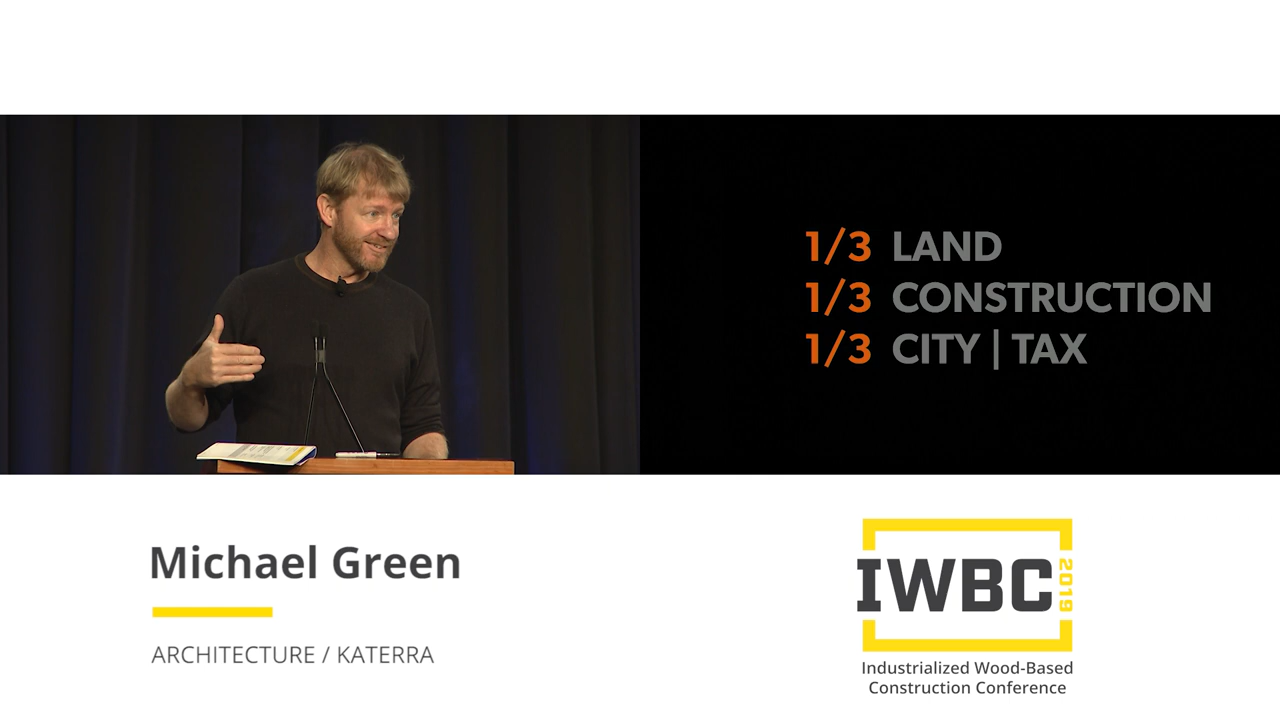 1/3 LAND
1/3 CONSTRUCTION
1/3 CITY | TAX
Michael Green
ARCHITECTURE / KATERRA
IWBC 2019
Industrialized Wood-Based
Construction Conference